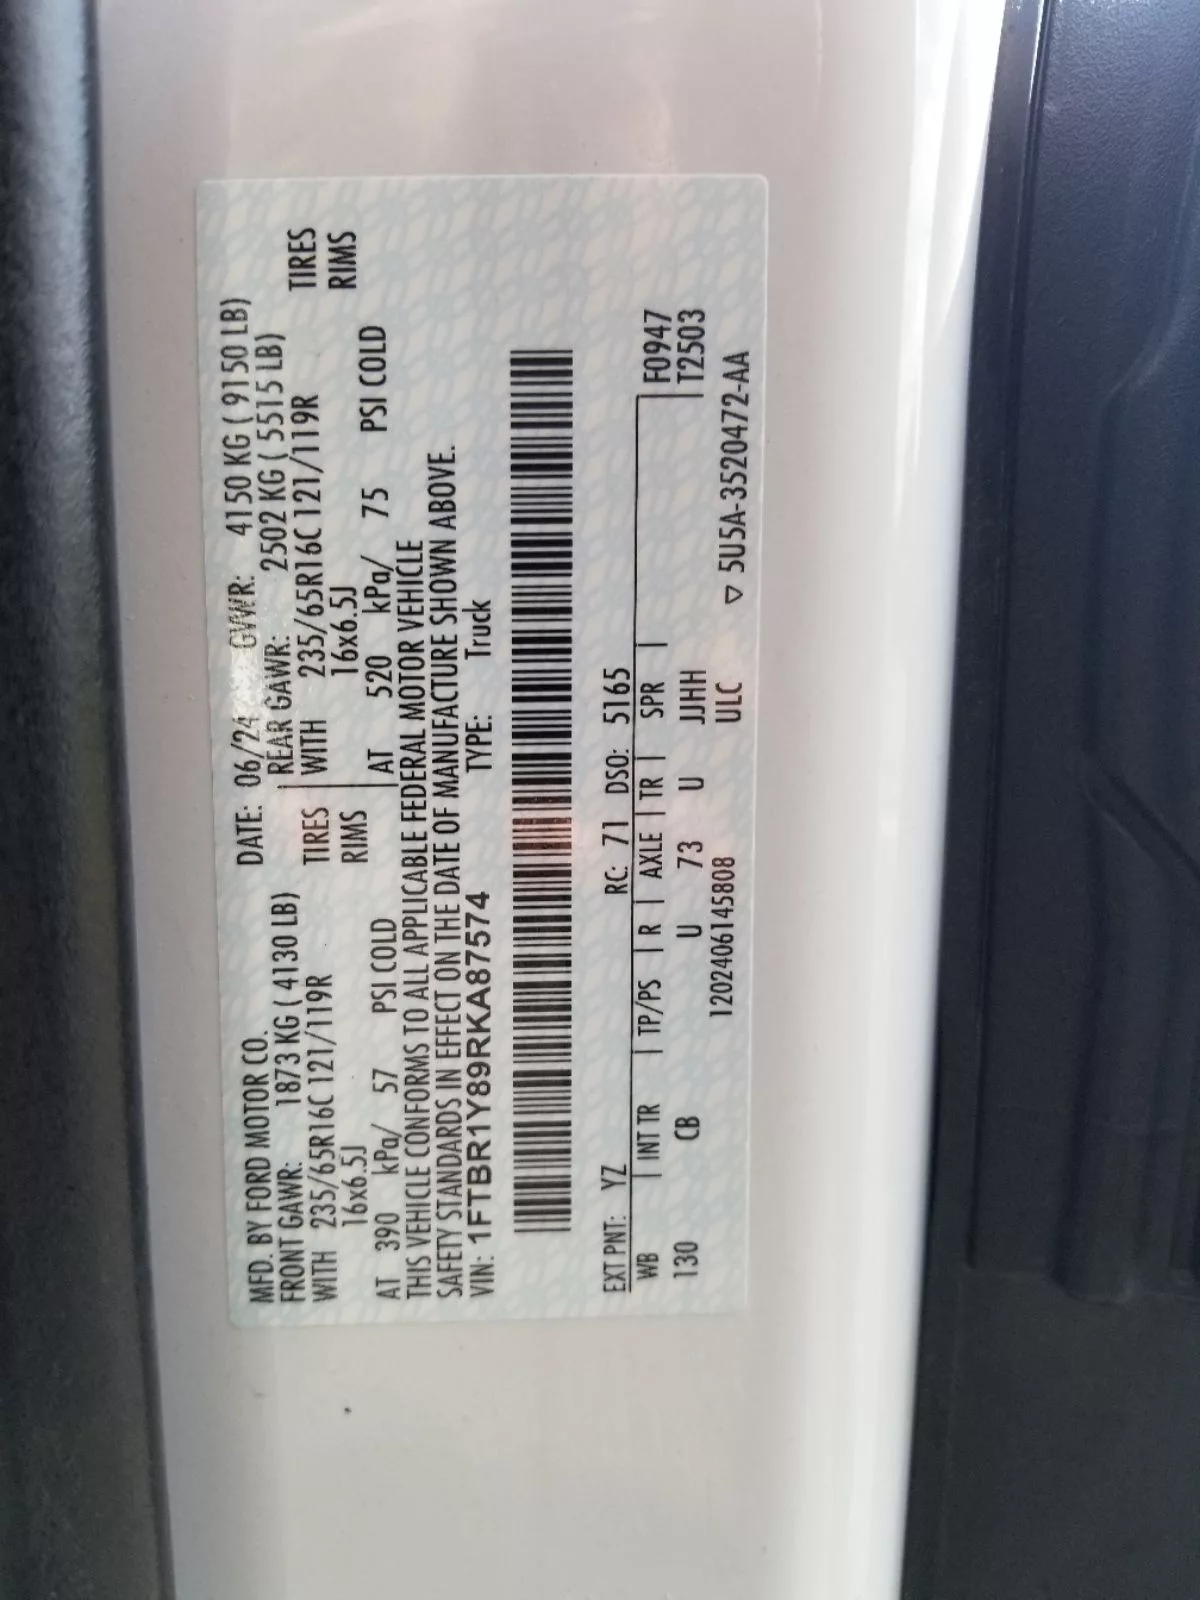 MFD. BY FORD MOTOR CO. DATE: 06/24 GVWR: 4150 KG ( 9150 LB)
FRONT GAWR: 1873 KG ( 4130 LB) REAR GAWR: 2502 KG ( 5515 LB)
WITH 235/65R16C 121/119R TIRES WITH 235/65R16C 121/119R TIRES
16x6.5J RIMS 16x6.5J RIMS
AT 390 kPa/ 57 PSI COLD AT 520 kPa/ 75 PSI COLD
THIS VEHICLE CONFORMS TO ALL APPLICABLE FEDERAL MOTOR VEHICLE
SAFETY STANDARDS IN EFFECT ON THE DATE OF MANUFACTURE SHOWN ABOVE.
VIN: 1FTBR1Y89RKA87574 TYPE: Truck
EXT PNT: YZ RC: 71 DSO: 5165
WB | INT TR | TP/PS | R | AXLE | TR | SPR | F0947
130 CB U 73 U JJHH T2503
1202406145808 ULC ▽ 5U5A-3520472-AA